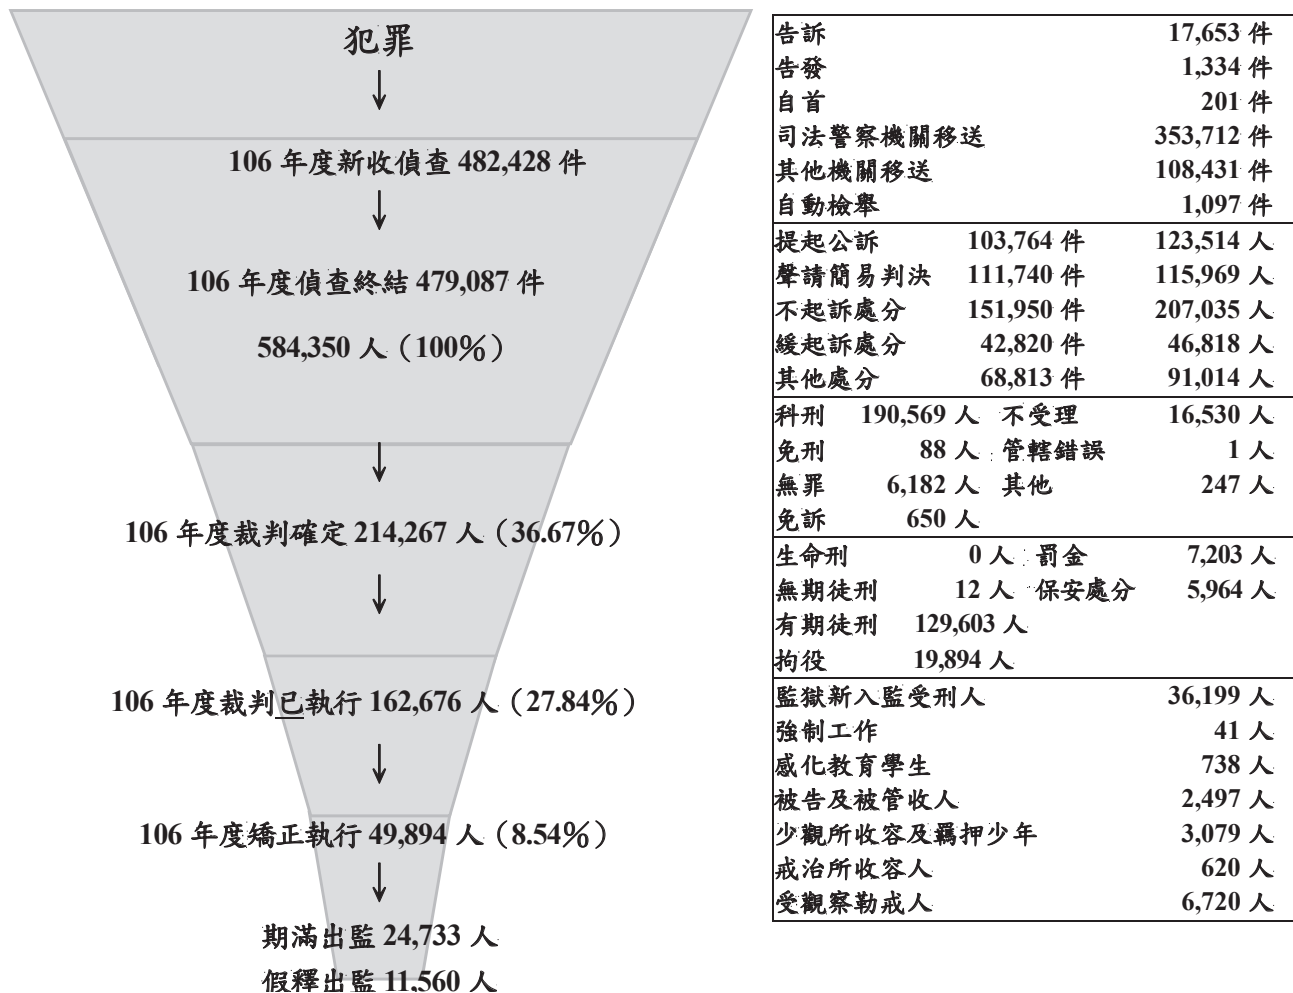 犯罪
↓
106 年度新收偵查 482,428 件
↓
106 年度偵查終結 479,087 件
584,350 人（100％）
↓
106 年度裁判確定 214,267 人（36.67％）
↓
106 年度裁判已執行 162,676 人（27.84％）
↓
106 年度矯正執行 49,894 人（8.54％）
↓
期滿出監 24,733 人
假釋出監 11,560 人
告訴 17,653 件
告發 1,334 件
自首 201 件
司法警察機關移送 353,712 件
其他機關移送 108,431 件
自動檢舉 1,097 件
提起公訴 103,764 件 123,514 人
聲請簡易判決 111,740 件 115,969 人
不起訴處分 151,950 件 207,035 人
緩起訴處分 42,820 件 46,818 人
其他處分 68,813 件 91,014 人
科刑 190,569 人 不受理 16,530 人
免刑 88 人 管轄錯誤 1 人
無罪 6,182 人 其他 247 人
免訴 650 人
生命刑 0 人 罰金 7,203 人
無期徒刑 12 人 保安處分 5,964 人
有期徒刑 129,603 人
拘役 19,894 人
監獄新入監受刑人 36,199 人
強制工作 41 人
感化教育學生 738 人
被告及被管收人 2,497 人
少觀所收容及羈押少年 3,079 人
戒治所收容人 620 人
受觀察勒戒人 6,720 人